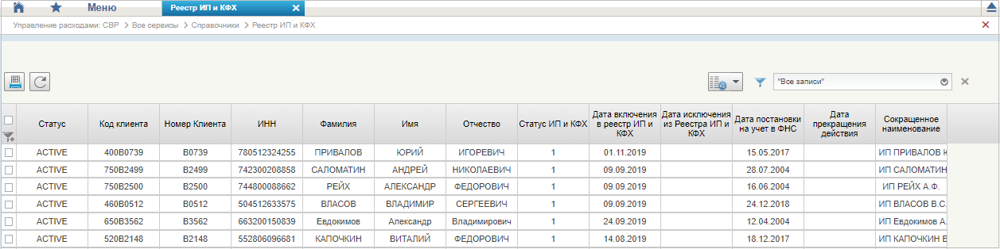 Меню Реестр ИП и КФХ
Управление расходами: СВР > Все сервисы > Справочники > Реестр ИП и КФХ
"Все записи"
Статус Код клиента Номер Клиента ИНН Фамилия Имя Отчество Статус ИП и КФХ Дата включения в реестр ИП и КФХ Дата исключения из Реестра ИП и КФХ Дата постановки на учет в ФНС Дата прекращения действия Сокращенное наименование
ACTIVE 400B0739 B0739 780512324255 ПРИВАЛОВ ЮРИЙ ИГОРЕВИЧ 1 01.11.2019 15.05.2017 ИП ПРИВАЛОВ
ACTIVE 750B2499 B2499 742300208858 САЛОМАТИН АНДРЕЙ НИКОЛАЕВИЧ 1 09.09.2019 28.07.2004 ИП САЛОМАТИН
ACTIVE 750B2500 B2500 744800088662 РЕЙХ АЛЕКСАНДР ФЕДОРОВИЧ 1 09.09.2019 16.06.2004 ИП РЕЙХ А.Ф.
ACTIVE 460B0512 B0512 504512633575 ВЛАСОВ ВЛАДИМИР СЕРГЕЕВИЧ 1 09.09.2019 24.12.2018 ИП ВЛАСОВ В.С.
ACTIVE 650B3562 B3562 663200150839 Евдокимов Александр Владимирович 1 24.09.2019 12.04.2004 ИП Евдокимов А.
ACTIVE 520B2148 B2148 552806096681 КАПОЧКИН ВИТАЛИЙ ФЕДОРОВИЧ 1 14.08.2019 18.12.2017 ИП КАПОЧКИН В